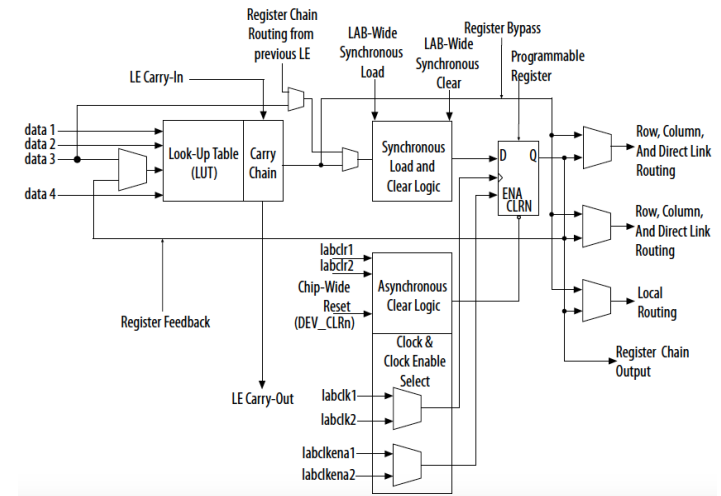 Register Chain
Routing from
previous LE
LAB-Wide
Synchronous
Load
LAB-Wide
Synchronous
Clear
Register Bypass
Programmable
Register
LE Carry-In
data 1
data 2
data 3
data 4
Look-Up Table
(LUT)
Carry
Chain
Synchronous
Load and
Clear Logic
D
Q
ENA
CLRN
Row, Column,
And Direct Link
Routing
Row, Column,
And Direct Link
Routing
Local
Routing
Register Chain
Output
Register Feedback
labclr1
labclr2
Chip-Wide
Reset
(DEV_CLRn)
Asynchronous
Clear Logic
Clock &
Clock Enable
Select
LE Carry-Out
labclk1
labclk2
labclkena1
labclkena2